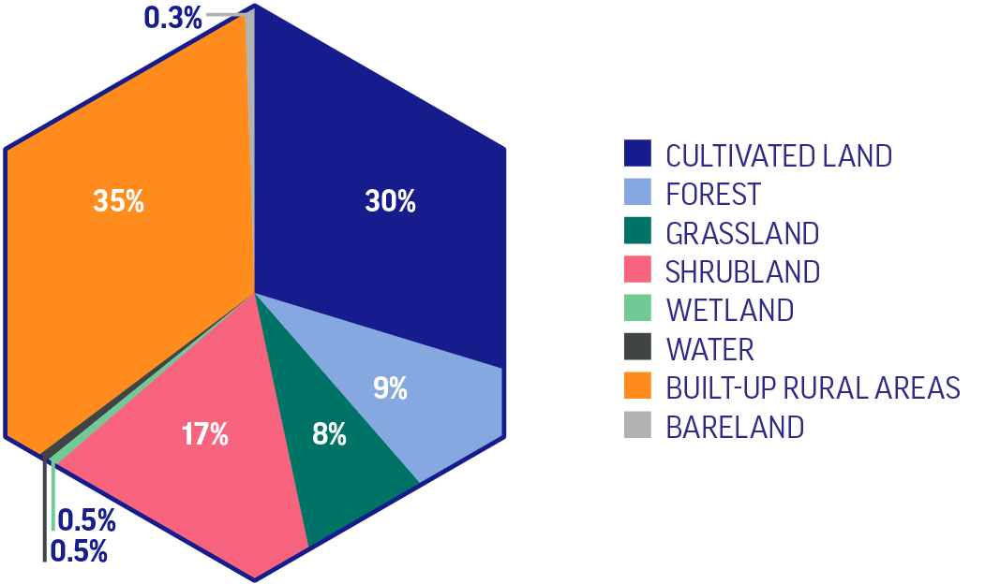 0.3%
35%
30%
9%
17%
8%
0.5%
0.5%
CULTIVATED LAND
FOREST
GRASSLAND
SHRUBLAND
WETLAND
WATER
BUILT-UP RURAL AREAS
BARELAND